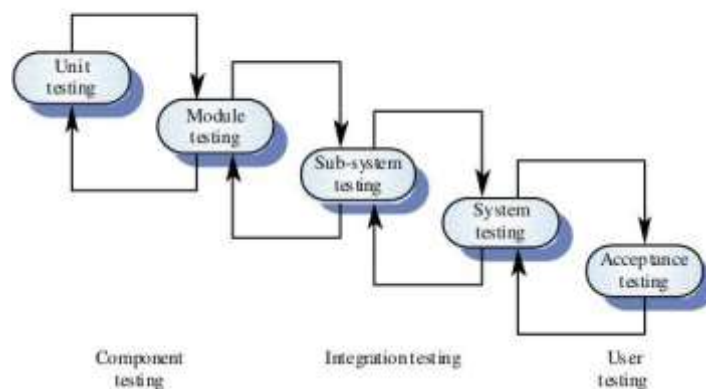 Unit
testing
Module
testing
Sub-system
testing
System
testing
Acceptance
testing
Component
testing
Integration testing
User
testing